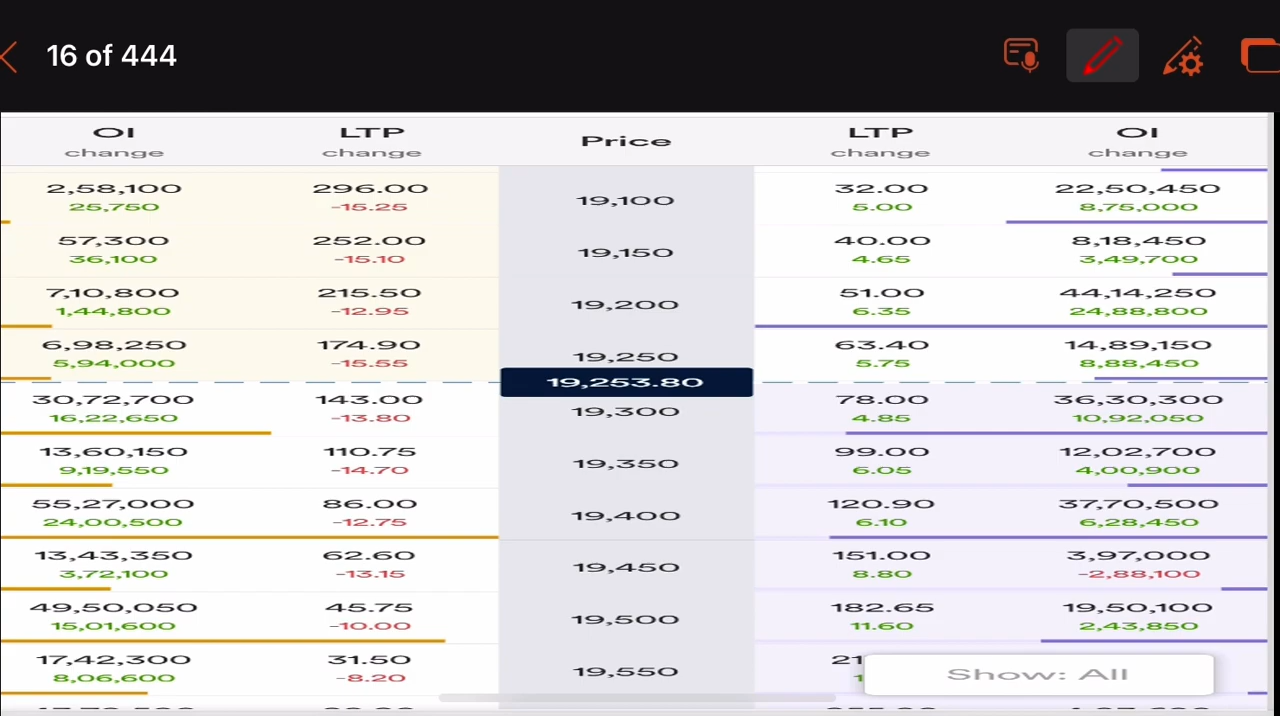 16 of 444
OI LTP Price LTP OI
change change change change
2,58,100 296.00 19,100 32.00 22,50,450
25,750 -15.25 5.00 8,75,000
57,300 252.00 19,150 40.00 8,18,450
36,100 -15.10 4.65 3,49,700
7,10,800 215.50 19,200 51.00 44,14,250
1,44,800 -12.95 6.35 24,88,800
6,98,250 174.90 19,250 63.40 14,89,150
5,94,000 -15.55 5.75 8,88,450
19,253.80
30,72,700 143.00 19,300 78.00 36,30,300
16,22,650 -13.80 4.85 10,92,050
13,60,150 110.75 19,350 99.00 12,02,700
9,19,550 -14.70 6.05 4,00,900
55,27,000 86.00 19,400 120.90 37,70,500
24,00,500 -12.75 6.10 6,28,450
13,43,350 62.60 19,450 151.00 3,97,000
3,72,100 -13.15 8.80 -2,88,100
49,50,050 45.75 19,500 182.65 19,50,100
15,01,600 -10.00 11.60 2,43,850
17,42,300 31.50 19,550
8,06,600 -8.20
Show: All